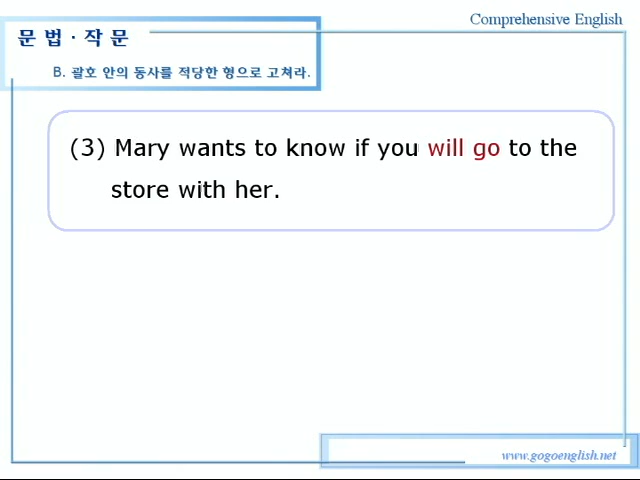 Comprehensive English
문 법 · 작 문
B. 괄호 안의 동사를 적당한 형으로 고쳐라.
(3) Mary wants to know if you will go to the
store with her.
www.gogoenglish.net